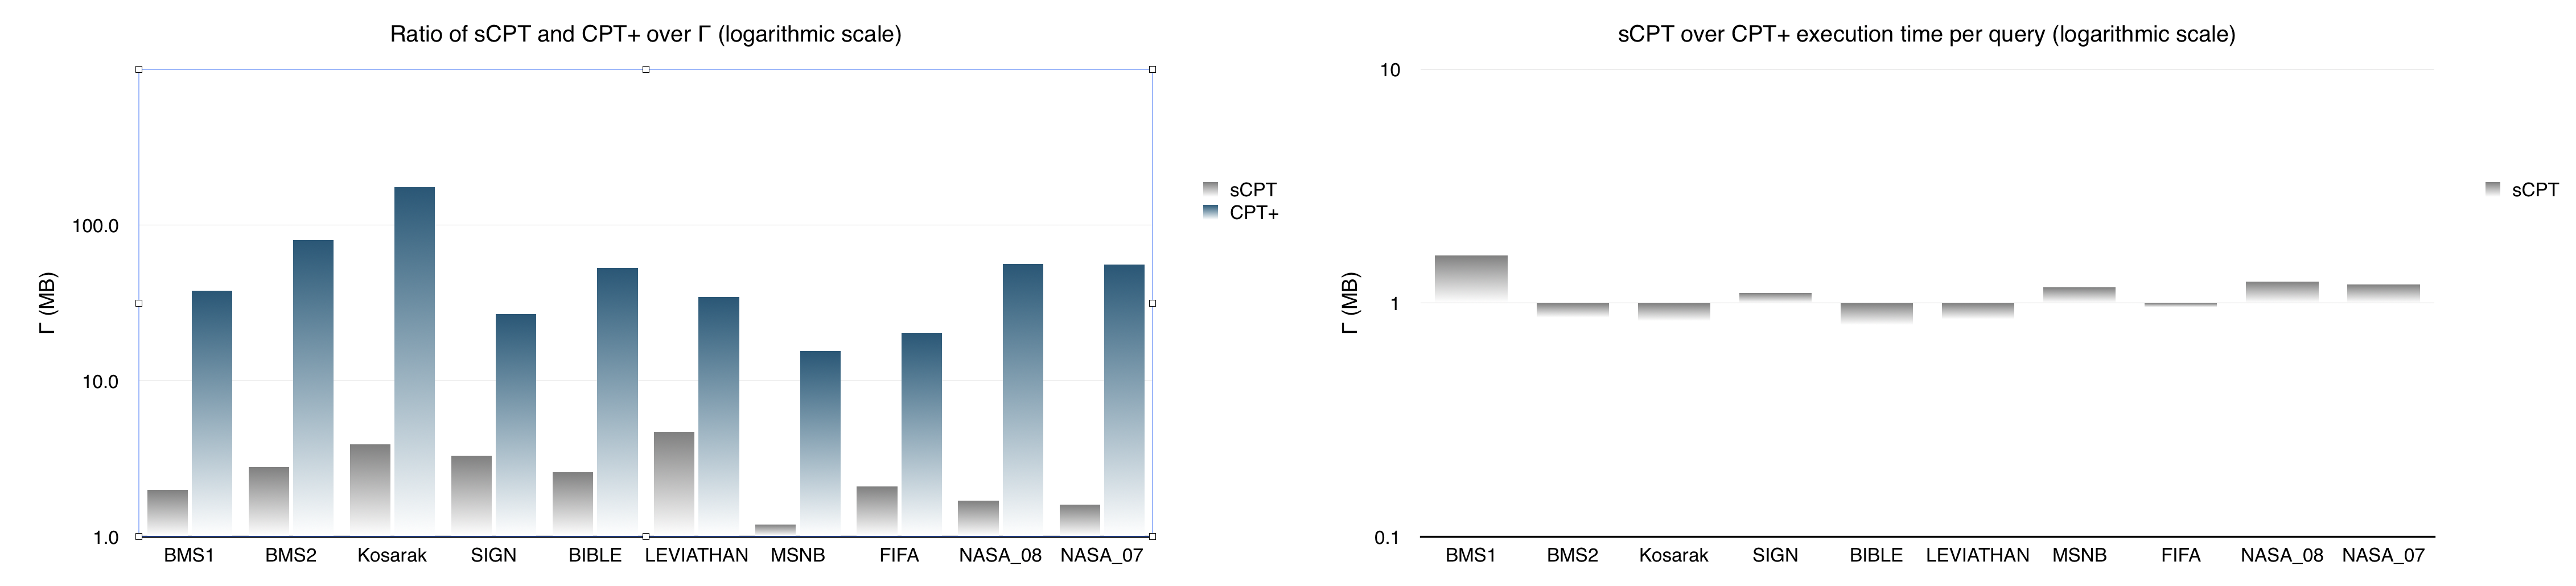 Ratio of sCPT and CPT+ over Γ (logarithmic scale)
Γ (MB)
100.0
10.0
1.0
BMS1 BMS2 Kosarak SIGN BIBLE LEVIATHAN MSNB FIFA NASA_08 NASA_07
sCPT
CPT+
sCPT over CPT+ execution time per query (logarithmic scale)
Γ (MB)
10
1
0.1
BMS1 BMS2 Kosarak SIGN BIBLE LEVIATHAN MSNB FIFA NASA_08 NASA_07
sCPT